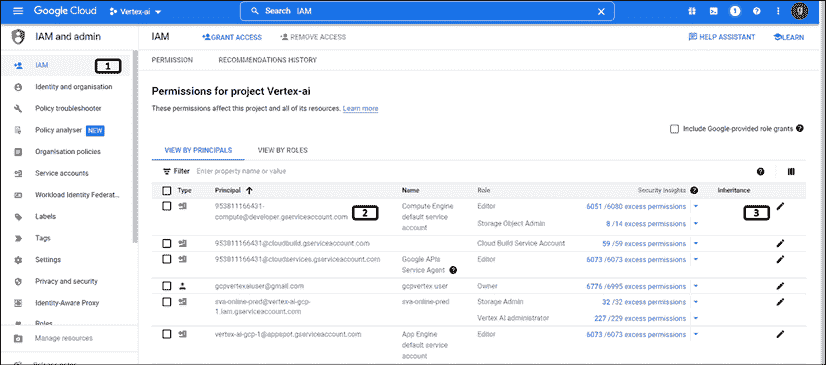 Google Cloud
Vertex-ai
Search IAM
1
?
IAM and admin
IAM
GRANT ACCESS
REMOVE ACCESS
HELP ASSISTANT
LEARN
IAM
1
Identity and organisation
Policy troubleshooter
Policy analyser NEW
Organisation policies
Service accounts
Workload Identity Federat...
Labels
Tags
Settings
Privacy and security
Identity-Aware Proxy
Roles
Manage resources
PERMISSION
RECOMMENDATIONS HISTORY
Permissions for project Vertex-ai
These permissions affect this project and all of its resources. Learn more
Include Google-provided role grants
VIEW BY PRINCIPALS
VIEW BY ROLES
Filter Enter property name or value
Type Principal Name Role Security insights Inheritance
953811166431-
compute@developer.gserviceaccount.com
2
Compute Engine
default service
account
Editor
6051 /6080 excess permissions
3
Storage Object Admin
8 /14 excess permissions
953811166431@cloudbuild.gserviceaccount.com Cloud Build Service Account 59 /59 excess permissions
953811166431@cloudservices.gserviceaccount.com
Google APIs
Service Agent
Editor
6073 /6073 excess permissions
gcpvertexaiuser@gmail.com gcpvertex user Owner 6776 /6995 excess permissions
sva-online-pred@vertex-ai-gcp-
1.iam.gserviceaccount.com
sva-online-pred
Storage Admin
32 /32 excess permissions
Vertex AI administrator
227 /229 excess permissions
vertex-ai-gcp-1@appspot.gserviceaccount.com
App Engine
default service
account
Editor
6073 /6073 excess permissions